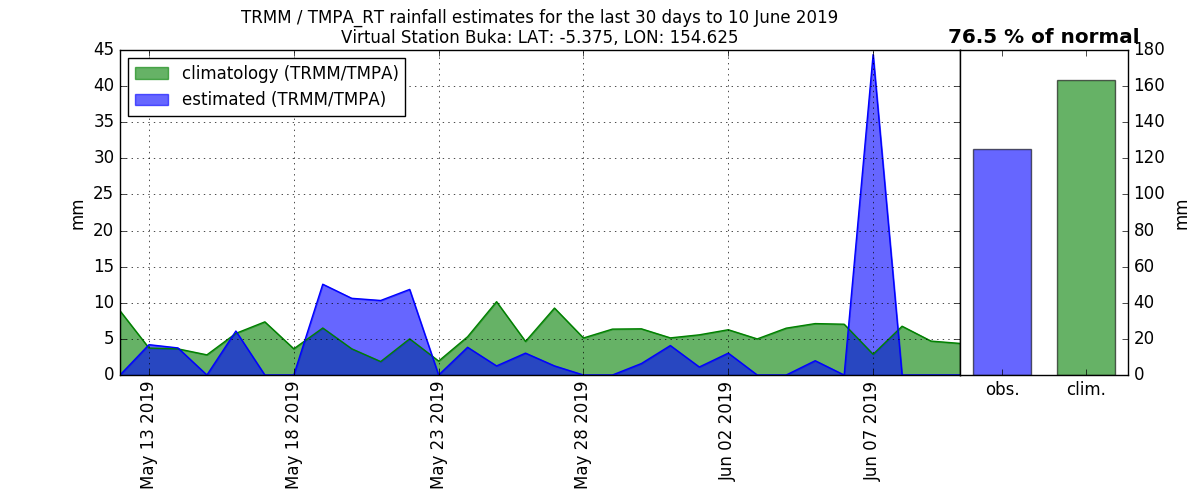 TRMM / TMPA_RT rainfall estimates for the last 30 days to 10 June 2019
Virtual Station Buka: LAT: -5.375, LON: 154.625
76.5 % of normal
climatology (TRMM/TMPA)
estimated (TRMM/TMPA)
mm
45
40
35
30
25
20
15
10
5
0
May 13 2019
May 18 2019
May 23 2019
May 28 2019
Jun 02 2019
Jun 07 2019
obs.
clim.
180
160
140
120
100
80
60
40
20
0
mm